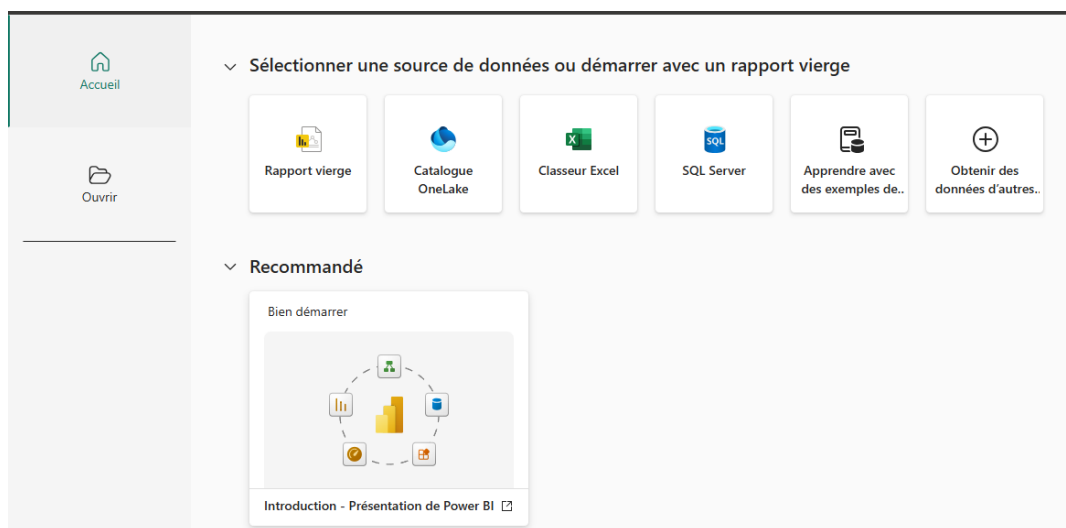 Accueil
Ouvrir
Sélectionner une source de données ou démarrer avec un rapport vierge
Rapport vierge
Catalogue
OneLake
Classeur Excel
SQL
SQL Server
Apprendre avec
des exemples de..
Obtenir des
données d'autres..
Recommandé
Bien démarrer
Introduction - Présentation de Power BI